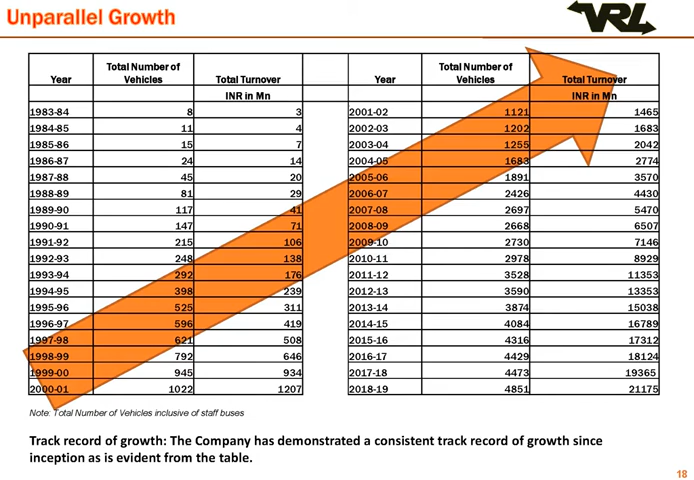 Unparallel Growth
VRL
Year Total Number of Vehicles Total Turnover Year Total Number of Vehicles Total Turnover
INR in Mn INR in Mn
1983-84 8 3 2001-02 1121 1465
1984-85 11 4 2002-03 1202 1683
1985-86 15 7 2003-04 1255 2042
1986-87 24 14 2004-05 1683 2774
1987-88 45 20 2005-06 1891 3570
1988-89 81 29 2006-07 2426 4430
1989-90 117 41 2007-08 2697 5470
1990-91 147 71 2008-09 2668 6507
1991-92 215 106 2009-10 2730 7146
1992-93 248 138 2010-11 2978 8929
1993-94 292 176 2011-12 3528 11353
1994-95 398 239 2012-13 3590 13353
1995-96 525 311 2013-14 3874 15038
1996-97 596 419 2014-15 4084 16789
1997-98 621 508 2015-16 4316 17312
1998-99 792 646 2016-17 4429 18124
1999-00 945 934 2017-18 4473 19365
2000-01 1022 1207 2018-19 4851 21175
Note: Total Number of Vehicles inclusive of staff buses
Track record of growth: The Company has demonstrated a consistent track record of growth since
inception as is evident from the table.
18